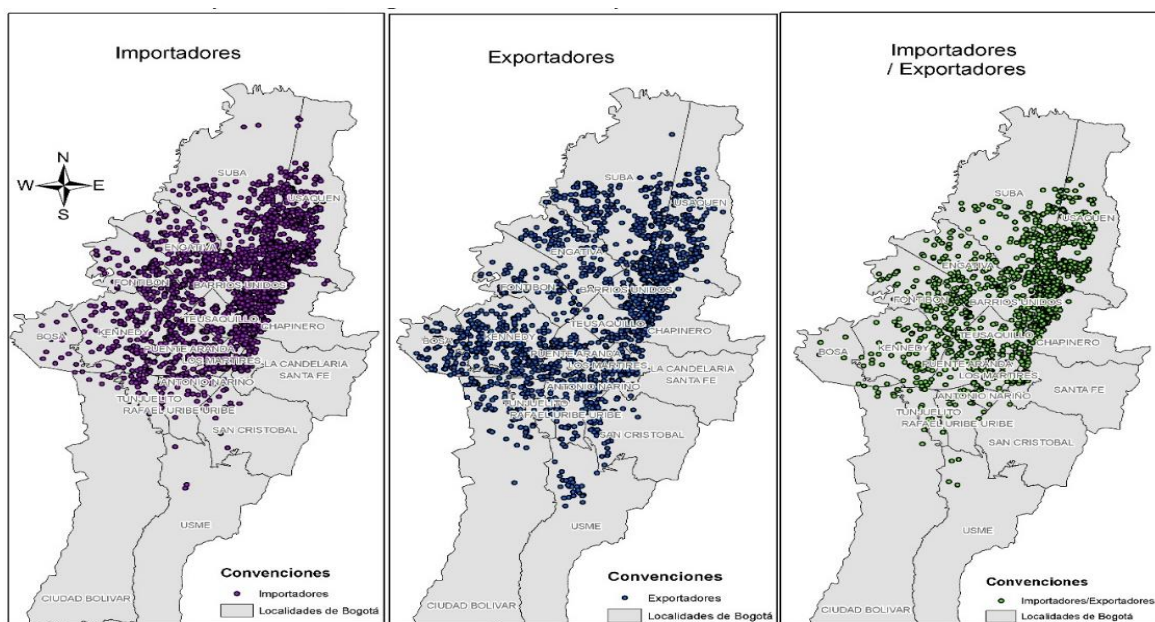 Importadores
N
W E
S
SUBA
USAQUEN
ENGATIVA
FONTIBON
BARRIOS UNIDOS
TEUSAQUILLO
CHAPINERO
BOSA
KENNEDY
PUENTE ARANDA
LOS MARTIRES
LA CANDELARIA
SANTA FE
ANTONIO NARIÑO
TUNJUELITO
RAFAEL URIBE URIBE
SAN CRISTOBAL
USME
CIUDAD BOLIVAR
Convenciones
Importadores
Localidades de Bogotá
Exportadores
SUBA
USAQUEN
ENGATIVA
FONTIBON
BARRIOS UNIDOS
TEUSAQUILLO
CHAPINERO
BOSA
KENNEDY
PUENTE ARANDA
LOS MARTIRES
LA CANDELARIA
SANTA FE
ANTONIO NARIÑO
TUNJUELITO
RAFAEL URIBE URIBE
SAN CRISTOBAL
USME
CIUDAD BOLIVAR
Convenciones
Exportadores
Localidades de Bogotá
Importadores
/ Exportadores
SUBA
USAQUEN
ENGATIVA
FONTIBON
BARRIOS UNIDOS
TEUSAQUILLO
CHAPINERO
BOSA
KENNEDY
PUENTE ARANDA
LOS MARTIRES
SANTA FE
ANTONIO NARIÑO
TUNJUELITO
RAFAEL URIBE URIBE
SAN CRISTOBAL
USME
CIUDAD BOLIVAR
Convenciones
Importadores/Exportadores
Localidades de Bogotá